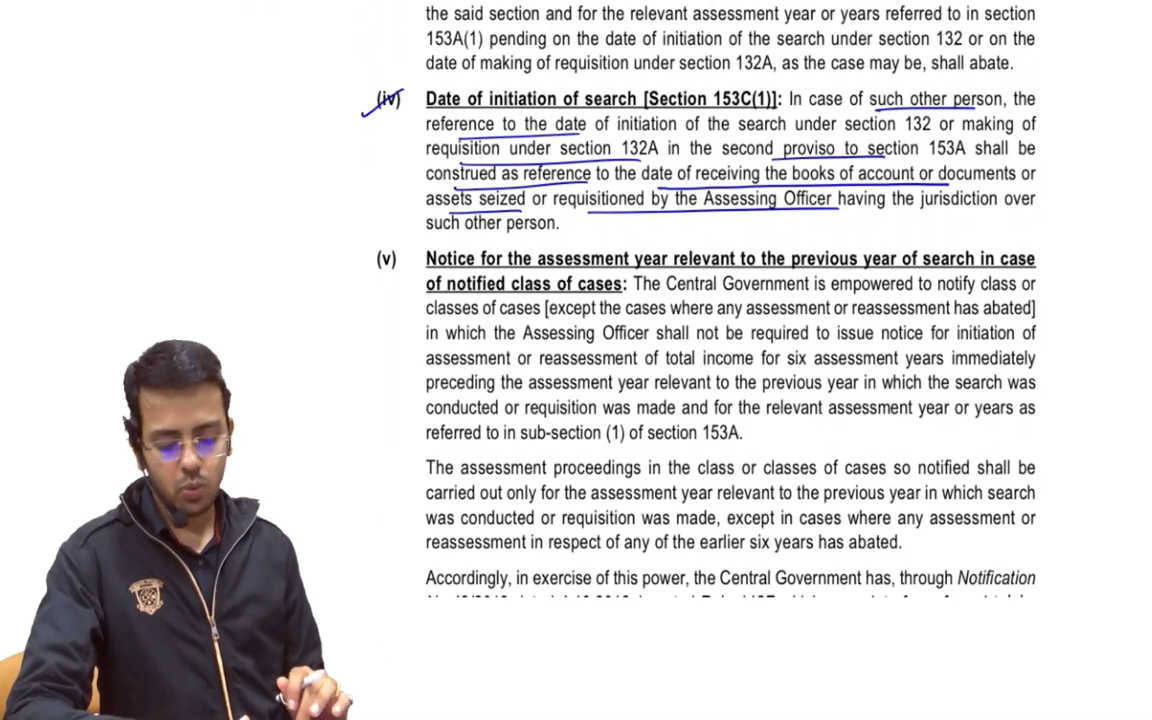 the said section and for the relevant assessment year or years referred to in section
153A(1) pending on the date of initiation of the search under section 132 or on the
date of making of requisition under section 132A, as the case may be, shall abate.
(iv) Date of initiation of search [Section 153C(1)]: In case of such other person, the
reference to the date of initiation of the search under section 132 or making of
requisition under section 132A in the second proviso to section 153A shall be
construed as reference to the date of receiving the books of account or documents or
assets seized or requisitioned by the Assessing Officer having the jurisdiction over
such other person.
(v) Notice for the assessment year relevant to the previous year of search in case
of notified class of cases: The Central Government is empowered to notify class or
classes of cases [except the cases where any assessment or reassessment has abated]
in which the Assessing Officer shall not be required to issue notice for initiation of
assessment or reassessment of total income for six assessment years immediately
preceding the assessment year relevant to the previous year in which the search was
conducted or requisition was made and for the relevant assessment year or years as
referred to in sub-section (1) of section 153A.
The assessment proceedings in the class or classes of cases so notified shall be
carried out only for the assessment year relevant to the previous year in which search
was conducted or requisition was made, except in cases where any assessment or
reassessment in respect of any of the earlier six years has abated.
Accordingly, in exercise of this power, the Central Government has, through Notification